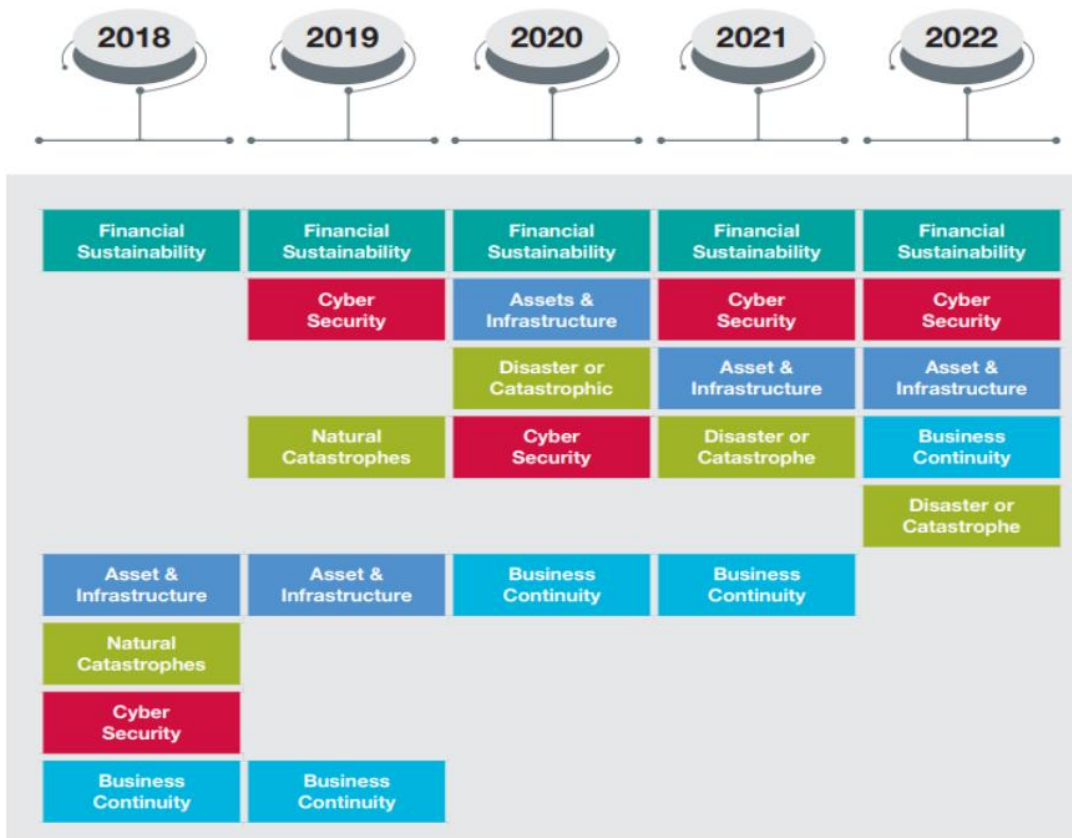 2018 2019 2020 2021 2022
Financial Sustainability Financial Sustainability Financial Sustainability Financial Sustainability Financial Sustainability
Cyber Security Assets & Infrastructure Cyber Security Cyber Security
Disaster or Catastrophic Asset & Infrastructure Asset & Infrastructure
Natural Catastrophes Cyber Security Disaster or Catastrophe Business Continuity
Disaster or Catastrophe
Asset & Infrastructure Asset & Infrastructure Business Continuity Business Continuity
Natural Catastrophes
Cyber Security
Business Continuity Business Continuity